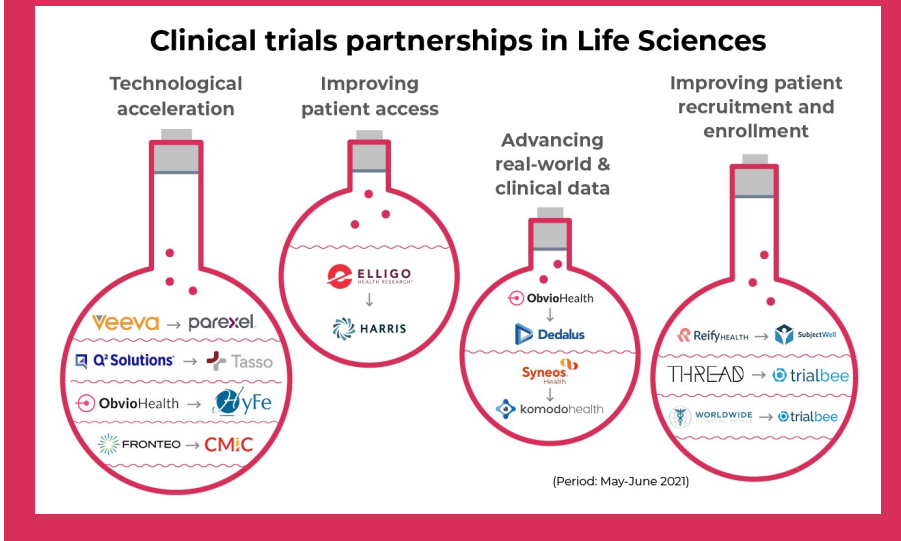 Clinical trials partnerships in Life Sciences
Technological
acceleration
Veeva → parexel.
Q² Solutions® → Tasso
ObvioHealth → HyFe
FRONTEO → CMIC
Improving
patient access
ELLIGO
HEALTH RESEARCH®
↓
HARRIS
Advancing
real-world &
clinical data
ObvioHealth
↓
Dedalus
Syneos.
Health
↓
komodohealth
Improving patient
recruitment and
enrollment
Reify HEALTH → SubjectWell
THREAD → trialbee
WORLDWIDE → trialbee
CLINICAL TRIALS
(Period: May-June 2021)